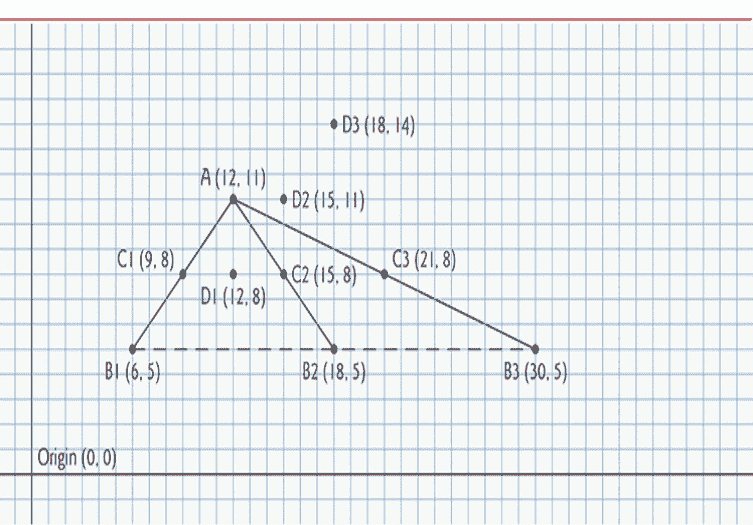 D3 (18, 14)
A (12, 11)
D2 (15, 11)
C1 (9, 8)
C3 (21, 8)
C2 (15, 8)
D1 (12, 8)
B1 (6, 5)
B2 (18, 5)
B3 (30, 5)
Origin (0, 0)